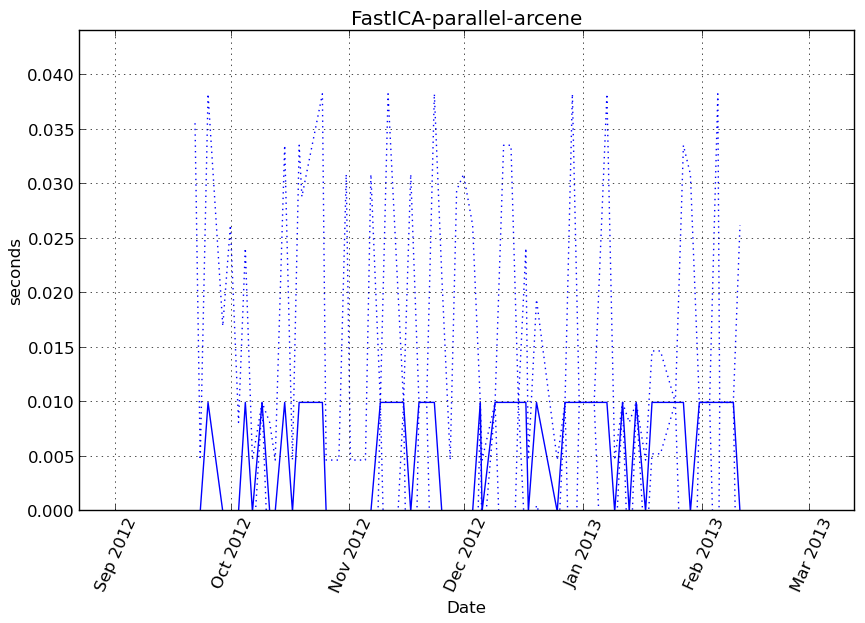 FastICA-parallel-arcene
0.040
0.035
0.030
0.025
0.020
0.015
0.010
0.005
0.000
seconds
Sep 2012
Oct 2012
Nov 2012
Dec 2012
Jan 2013
Feb 2013
Mar 2013
Date